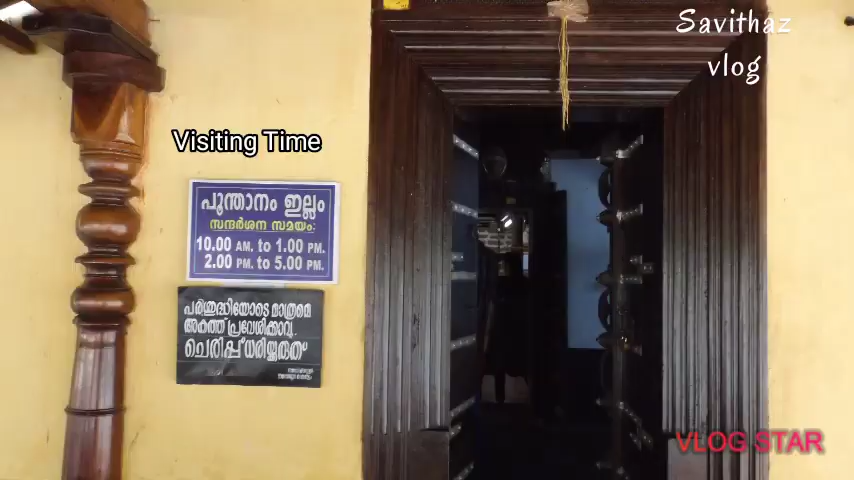 Savithaz
vlog
Visiting Time
പൂന്താനം ഇല്ലം
സന്ദർശന സമയം:
10.00 AM. to 1.00 PM.
2.00 PM. to 5.00 PM.
പരിശുദ്ധിയോടെ മാത്രമെ
അകത്ത് പ്രവേശിക്കാവൂ.
ചെരിപ്പ് ധരിയ്ക്കരുത്
VLOG STAR